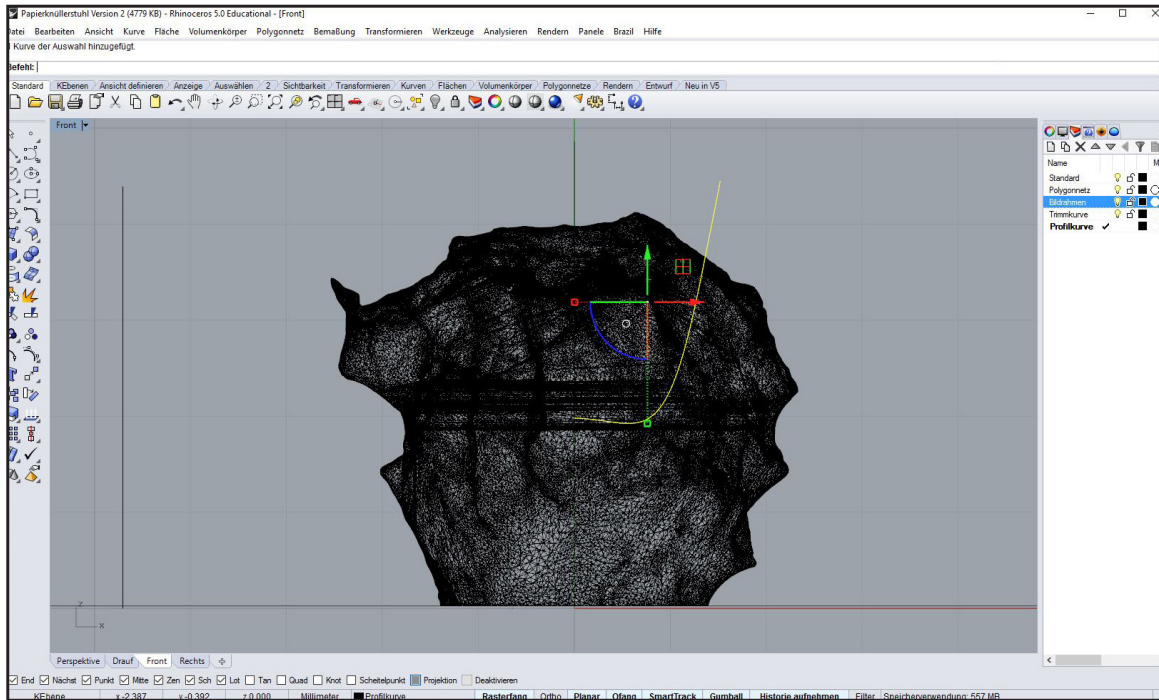 Papierknüllerstuhl Version 2 (4779 KB) - Rhinoceros 5.0 Educational - [Front]
Datei Bearbeiten Ansicht Kurve Fläche Volumenkörper Polygonnetz Bemaßung Transformieren Werkzeuge Analysieren Rendern Panele Brazil Hilfe
1 Kurve der Auswahl hinzugefügt.
Befehl:
Standard KEbenen Ansicht definieren Anzeige Auswählen 2 Sichtbarkeit Transformieren Kurven Flächen Volumenkörper Polygonnetze Rendern Entwurf Neu in V5
Front
Name M
Standard
Polygonnetz
Bildrahmen
Trimmkurve
Profilkurve
z
x
Perspektive Drauf Front Rechts
End Nächst Punkt Mitte Zen Sch Lot Tan Quad Knot Scheitelpunkt Projektion Deaktivieren
KEbene x -2.387 y -0.392 z 0.000 Millimeter Profilkurve Rasterfang Ortho Planar Ofang SmartTrack Gumball Historie aufnehmen Filter Speicherverwendung: 557 MB